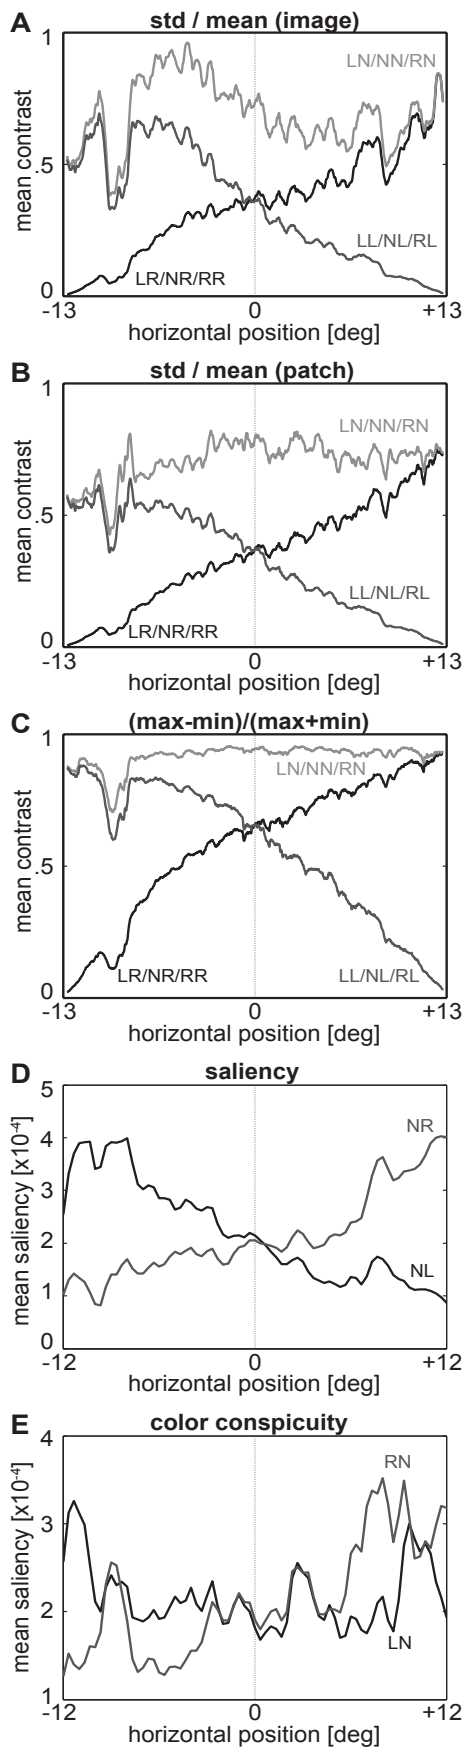 A std / mean (image)
1
LN/NN/RN
mean contrast
.5
LL/NL/RL
LR/NR/RR
0
-13 0 +13
horizontal position [deg]
B std / mean (patch)
1
LN/NN/RN
mean contrast
.5
LL/NL/RL
LR/NR/RR
0
-13 0 +13
horizontal position [deg]
C (max-min)/(max+min)
1
LN/NN/RN
mean contrast
.5
LR/NR/RR LL/NL/RL
0
-13 0 +13
horizontal position [deg]
D saliency
5
NR
4
mean saliency [x10-4]
3
2
NL
1
0
-12 0 +12
horizontal position [deg]
E color conspicuity
4
RN
3
mean saliency [x10-4]
2
LN
1
-12 0 +12
horizontal position [deg]